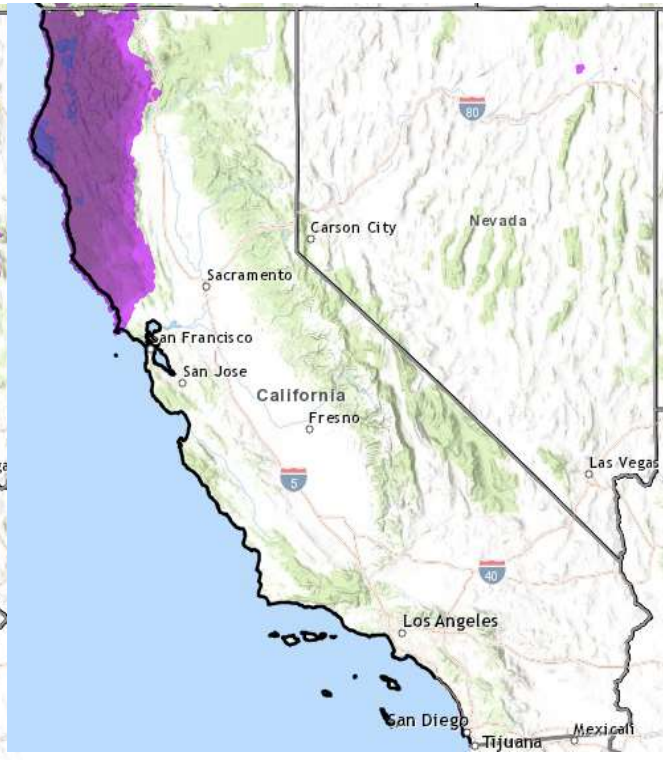 80
Nevada
Carson City
Sacramento
San Francisco
San Jose
California
Fresno
Las Vegas
5
40
Los Angeles
San Diego
Mexicali
Tijuana